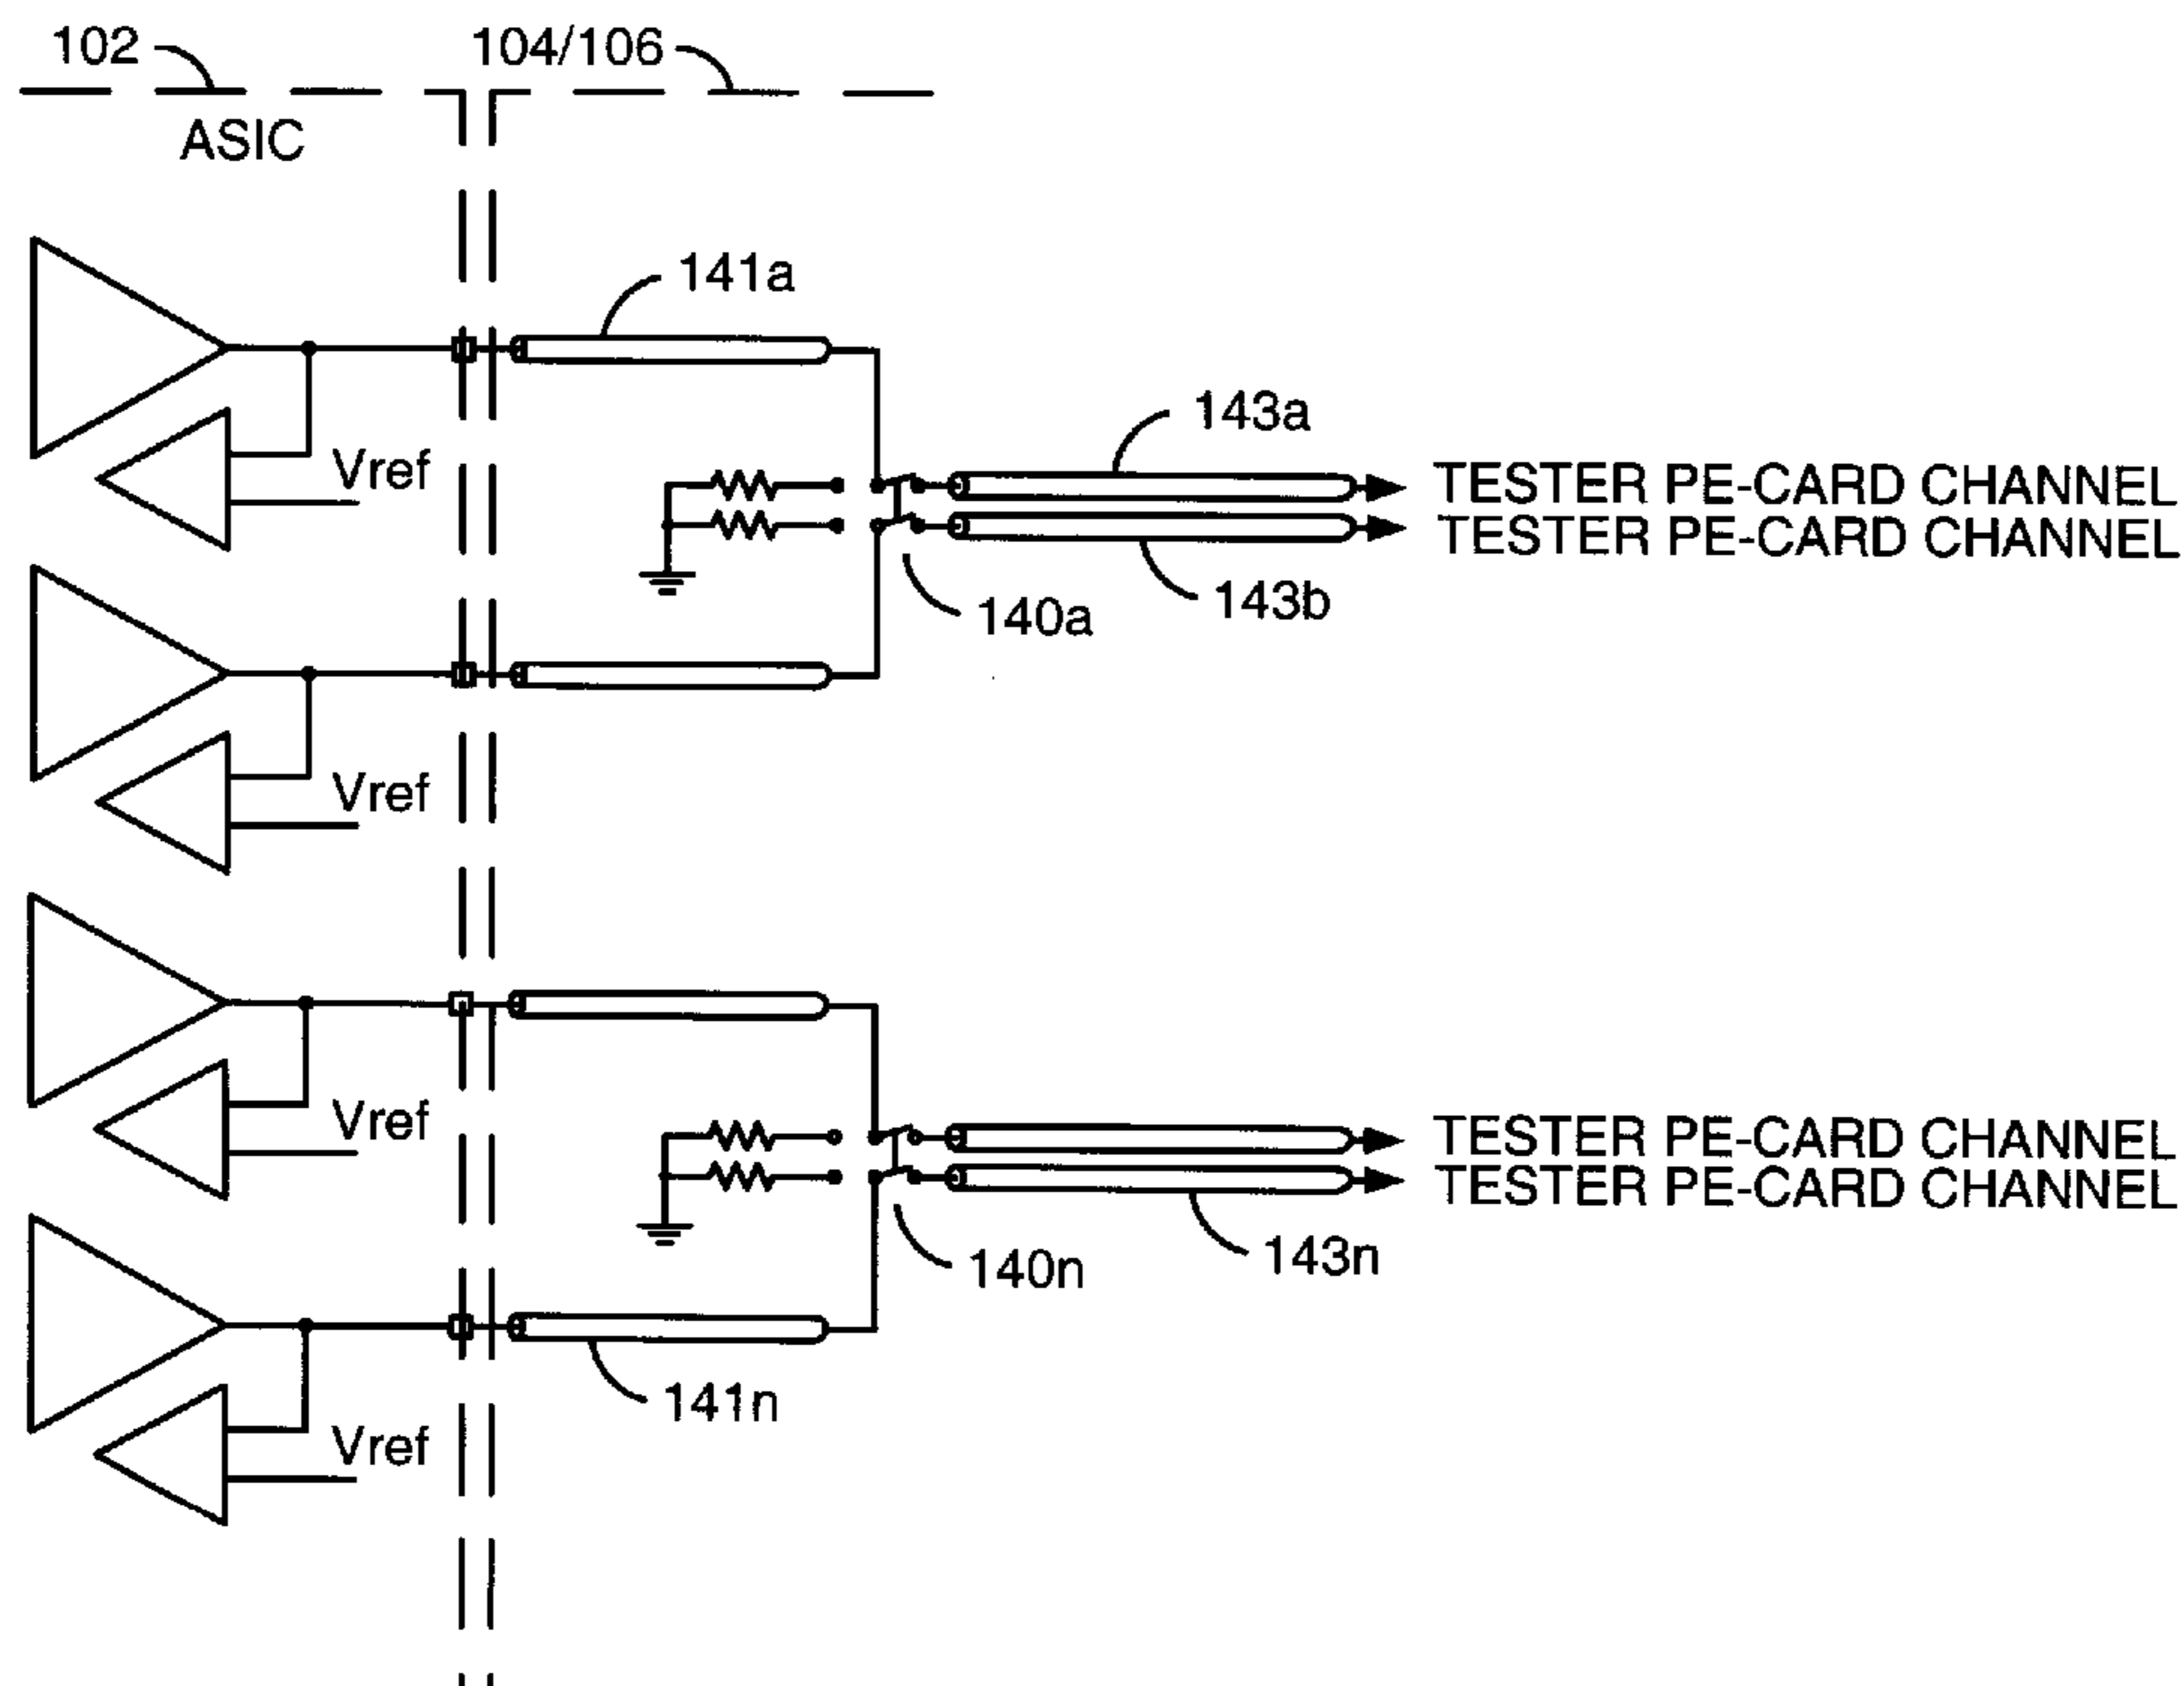 102
104/106
ASIC
141a
143a
Vref
TESTER PE-CARD CHANNEL
TESTER PE-CARD CHANNEL
143b
140a
Vref
Vref
TESTER PE-CARD CHANNEL
TESTER PE-CARD CHANNEL
143n
140n
141n
Vref